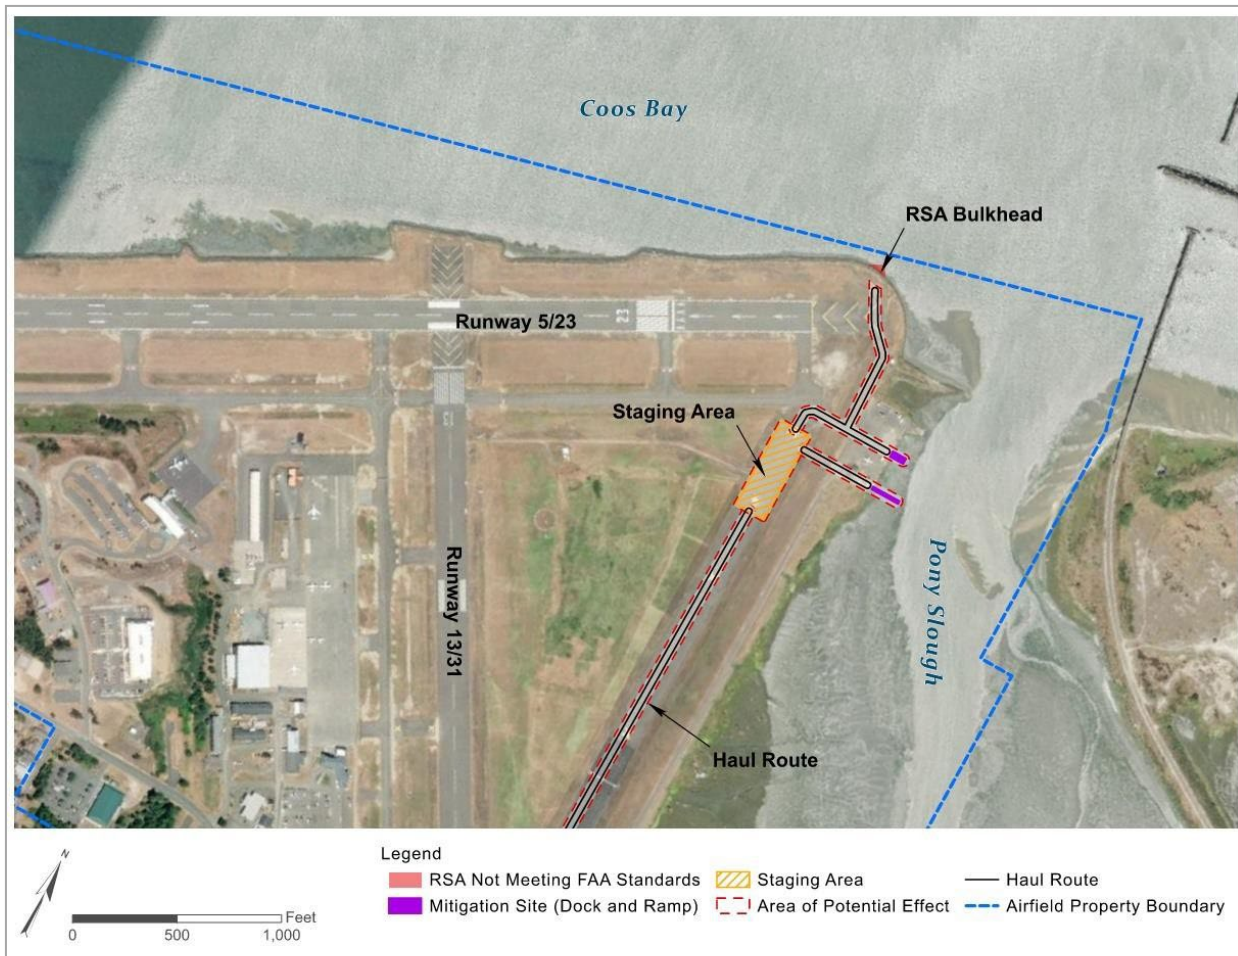 Coos Bay
RSA Bulkhead
Runway 5/23
23
Staging Area
Runway 13/31
Pony Slough
Haul Route
N
Legend
RSA Not Meeting FAA Standards
Staging Area
Haul Route
Mitigation Site (Dock and Ramp)
Area of Potential Effect
Airfield Property Boundary
Feet
0 500 1,000